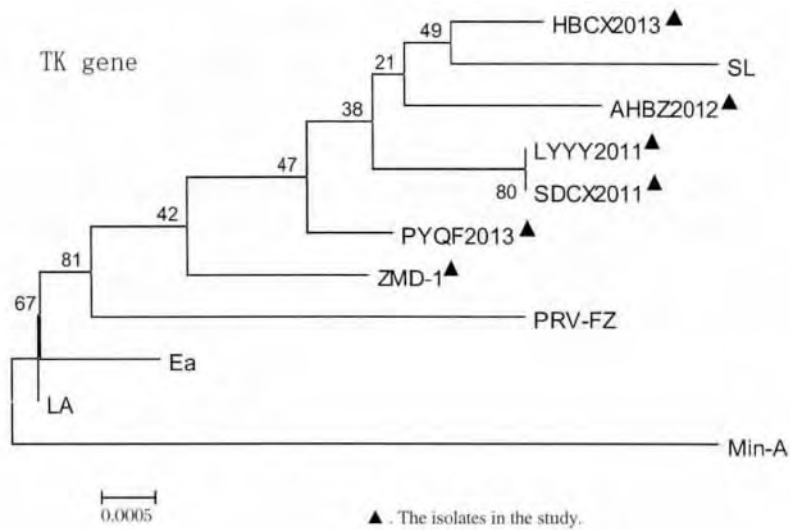 HBCX2013▲
49
TK gene
SL
21
AHBZ2012▲
38
LYYY2011▲
47
80
SDCX2011▲
42
PYQF2013▲
81
ZMD-1▲
67
PRV-FZ
Ea
LA
Min-A
0.0005
▲ . The isolates in the study.